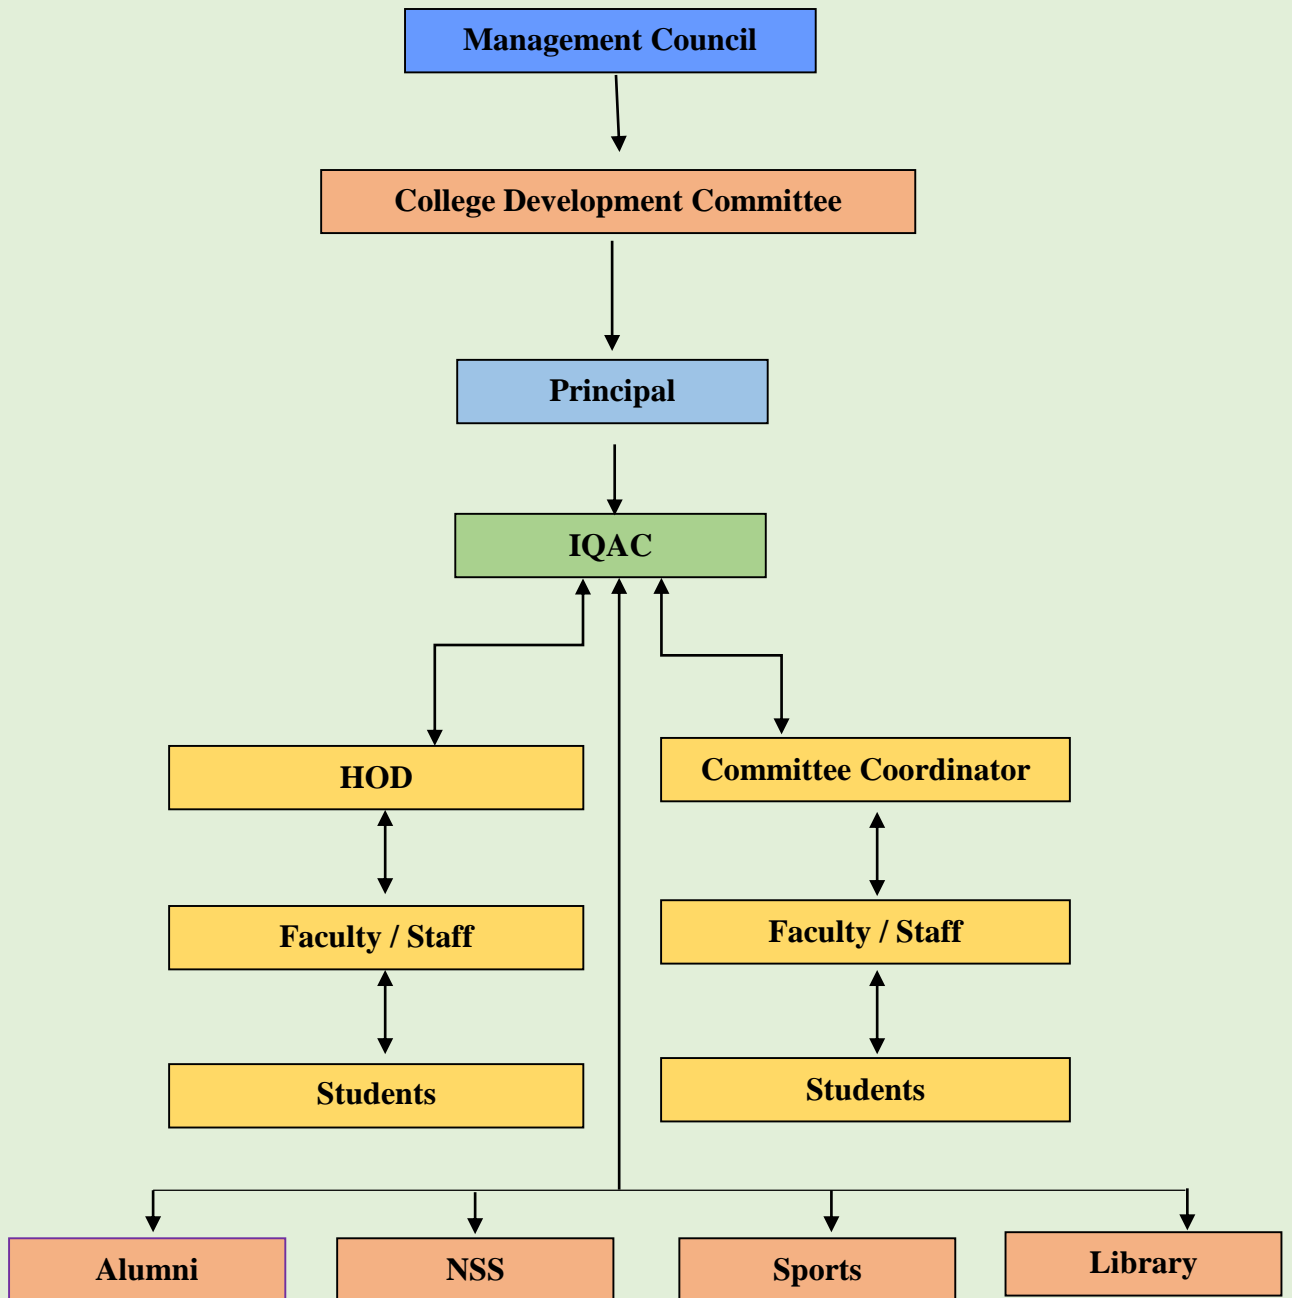 Management Council
College Development Committee
Principal
IQAC
HOD
Committee Coordinator
Faculty / Staff
Faculty / Staff
Students
Students
Alumni
NSS
Sports
Library